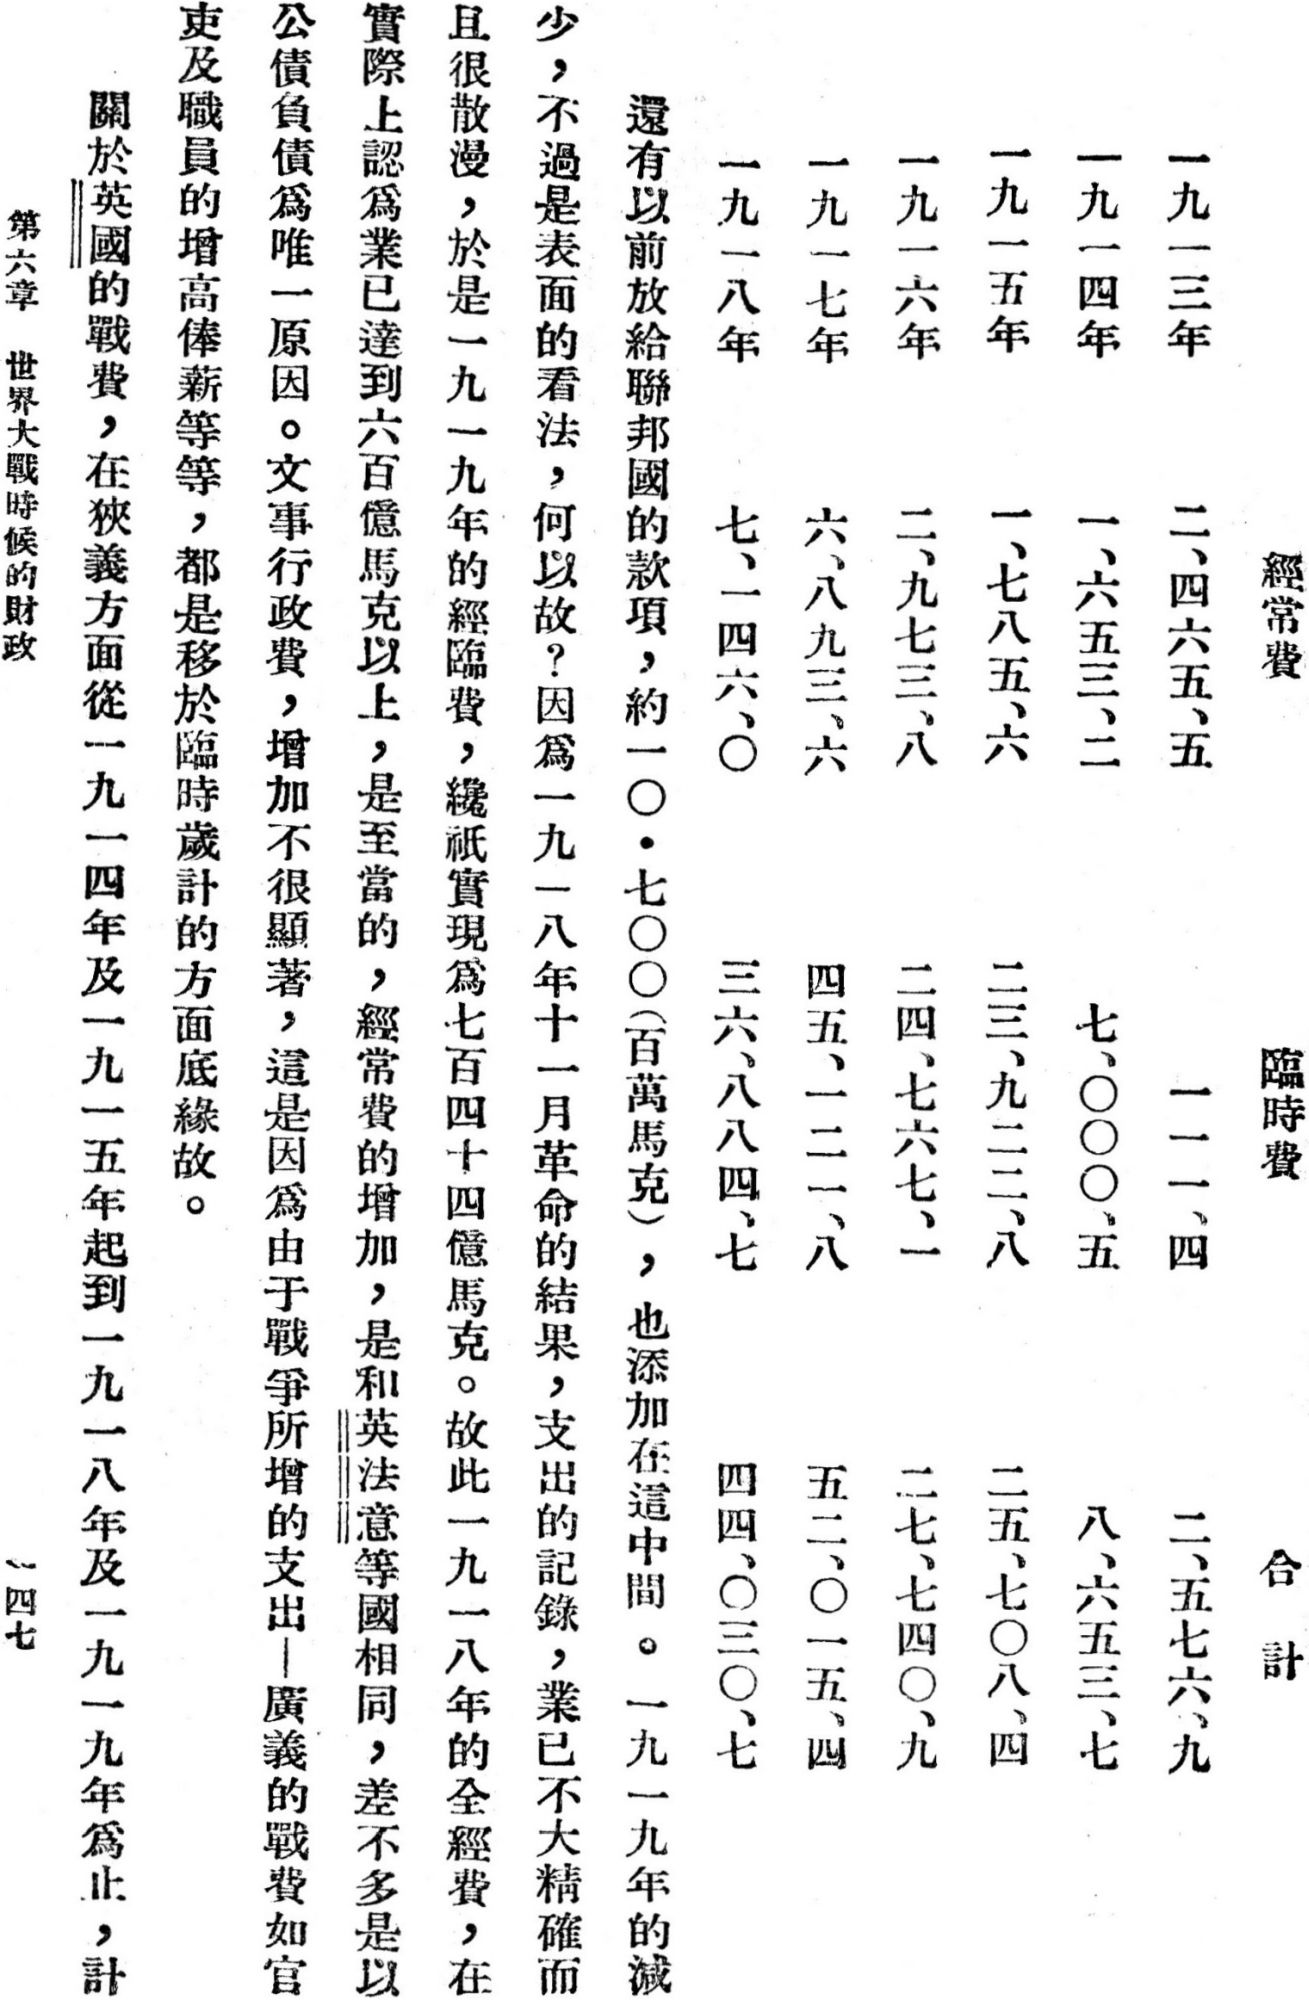 經常費　臨時費　合計
一九一三年　二、四六五、五　一一一、四　二、五七六、九
一九一四年　一、六五三、二　七、〇〇〇、五　八、六五三、七
一九一五年　一、七八五、六　二三、九二二、八　二五、七〇八、四
一九一六年　二、九七三、八　二四、七六七、一　二七、七四〇、九
一九一七年　六、八九三、六　四五、一二一、八　五二、〇一五、四
一九一八年　七、一四六、〇　三六、八八四、七　四四、〇三〇、七
還有以前放給聯邦國的款項，約一〇・七〇〇（百萬馬克），也添加在這中間。一九一九年的減
少，不過是表面的看法，何以故？因爲一九一八年十一月革命的結果，支出的記錄，業已不大精確而
且很散漫，於是一九一九年的經臨費，纔祇實現爲七百四十四億馬克。故此一九一八年的全經費，在
實際上認爲業已達到六百億馬克以上，是至當的，經常費的增加，是和英法意等國相同，差不多是以
公債負債爲唯一原因。文事行政費，增加不很顯著，這是因爲由于戰爭所增的支出—廣義的戰費如官
吏及職員的增高俸薪等等，都是移於臨時歲計的方面底緣故。
關於英國的戰費，在狹義方面從一九一四年及一九一五年起到一九一八年及一九一九年爲止，計
第六章　世界大戰時候的財政　一四七